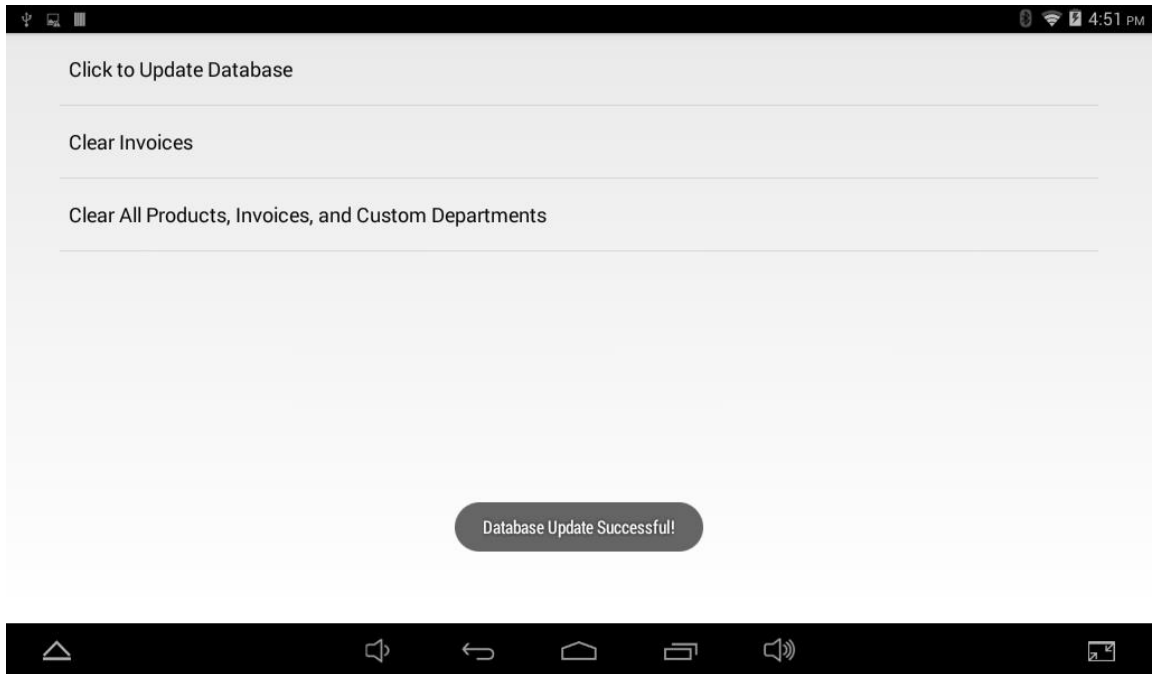 4:51 PM
Click to Update Database
Clear Invoices
Clear All Products, Invoices, and Custom Departments
Database Update Successful!